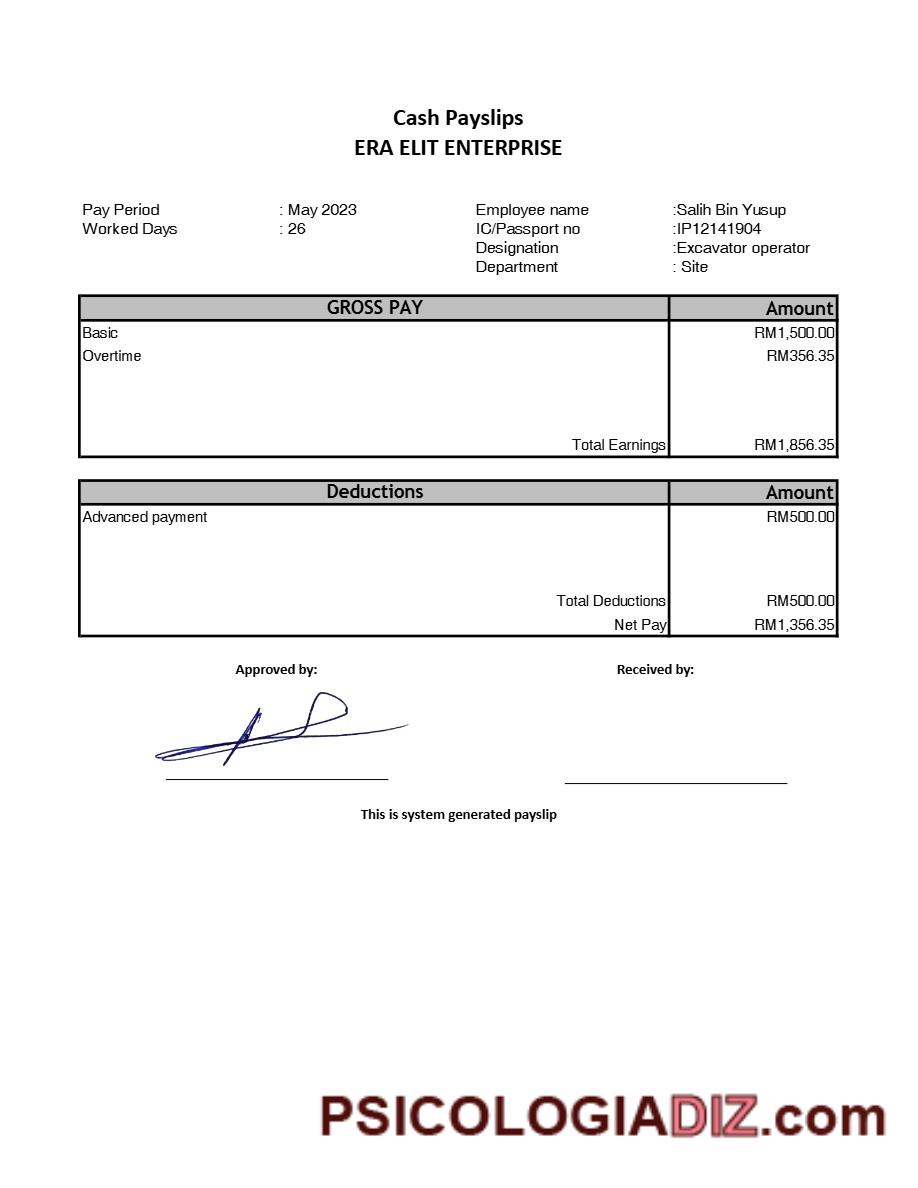 Cash Payslips
ERA ELIT ENTERPRISE
Pay Period : May 2023 Employee name :Salih Bin Yusup
Worked Days : 26 IC/Passport no :IP12141904
Designation :Excavator operator
Department : Site
GROSS PAY Amount
Basic RM1,500.00
Overtime RM356.35
Total Earnings RM1,856.35
Deductions Amount
Advanced payment RM500.00
Total Deductions RM500.00
Net Pay RM1,356.35
Approved by: Received by:
This is system generated payslip
PSICOLOGIADIZ.com